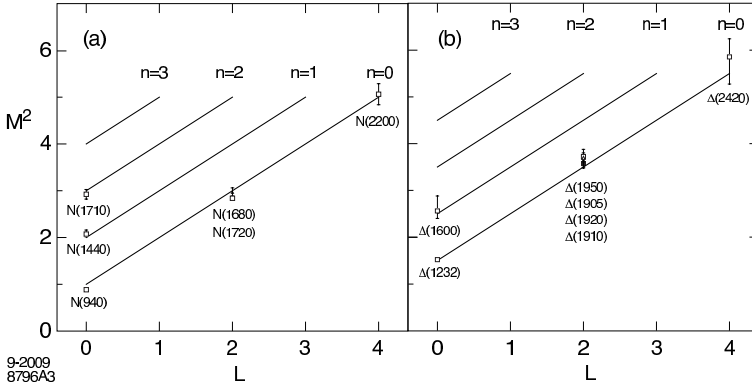 (a)
n=3 n=2 n=1 n=0
(b)
n=3 n=2 n=1 n=0
M²
6
4
2
0
N(2200)
N(1710)
N(1680)
N(1720)
N(1440)
N(940)
Δ(2420)
Δ(1950)
Δ(1905)
Δ(1920)
Δ(1910)
Δ(1600)
Δ(1232)
0 1 2 3 4
0 1 2 3 4
L
L
9-2009
8796A3